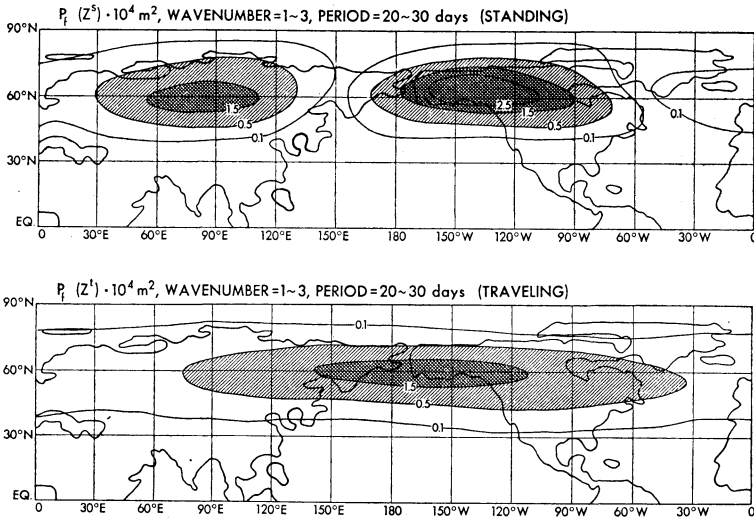 P_f (Z^s) · 10^4 m^2, WAVENUMBER=1~3, PERIOD=20~30 days (STANDING)
90°N
60°N
30°N
EQ.
1.5
0.5
0.1
2.5
1.5
0.5
0.1
0.1
0 30°E 60°E 90°E 120°E 150°E 180 150°W 120°W 90°W 60°W 30°W 0
P_f (Z^t) · 10^4 m^2, WAVENUMBER=1~3, PERIOD=20~30 days (TRAVELING)
90°N
0.1
60°N
1.5
0.5
0.1
30°N
EQ.
0 30°E 60°E 90°E 120°E 150°E 180 150°W 120°W 90°W 60°W 30°W 0